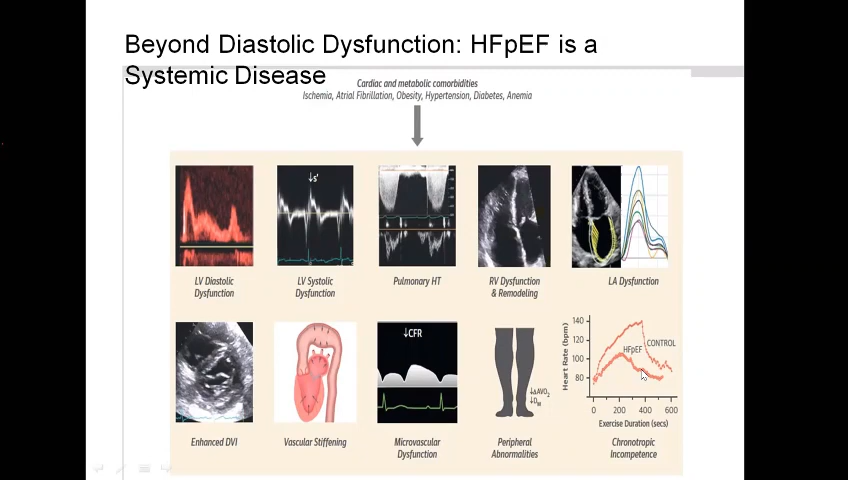 Beyond Diastolic Dysfunction: HFpEF is a
Systemic Disease
Cardiac and metabolic comorbidities
Ischemia, Atrial Fibrillation, Obesity, Hypertension, Diabetes, Anemia
↓s'
LV Diastolic
Dysfunction
LV Systolic
Dysfunction
Pulmonary HT
RV Dysfunction
& Remodeling
LA Dysfunction
↓CFR
↓ΔAVO₂
↓Dₘ
Heart Rate (bpm)
140
120
100
80
HFpEF
CONTROL
0 200 400 600
Exercise Duration (secs)
Enhanced DVI
Vascular Stiffening
Microvascular
Dysfunction
Peripheral
Abnormalities
Chronotropic
Incompetence